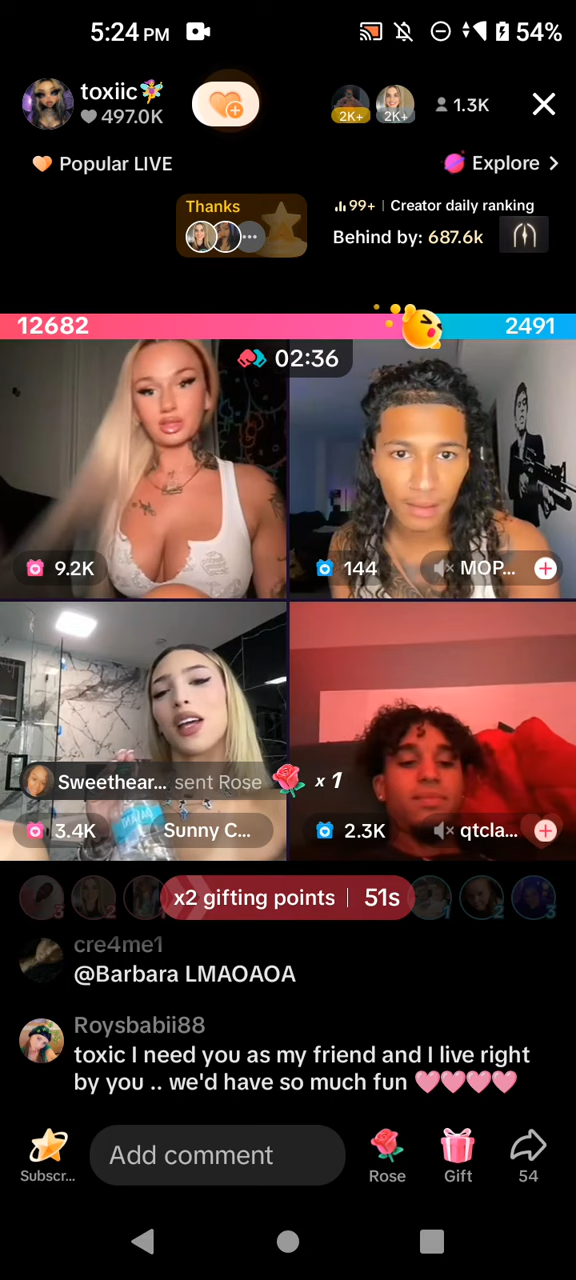 5:24 PM
54%
toxiic🧚
497.0K
2K+
2K+
1.3K
Popular LIVE
Explore >
Thanks
99+ | Creator daily ranking
Behind by: 687.6k
12682
2491
02:36
9.2K
144
MOP...
Sweethear... sent Rose x 1
3.4K
Sunny C...
2.3K
qtcla...
x2 gifting points | 51s
cre4me1
@Barbara LMAOAOA
Roysbabii88
toxic I need you as my friend and I live right
by you .. we'd have so much fun 🩷🩷🩷🩷
Subscr...
Add comment
Rose
Gift
54